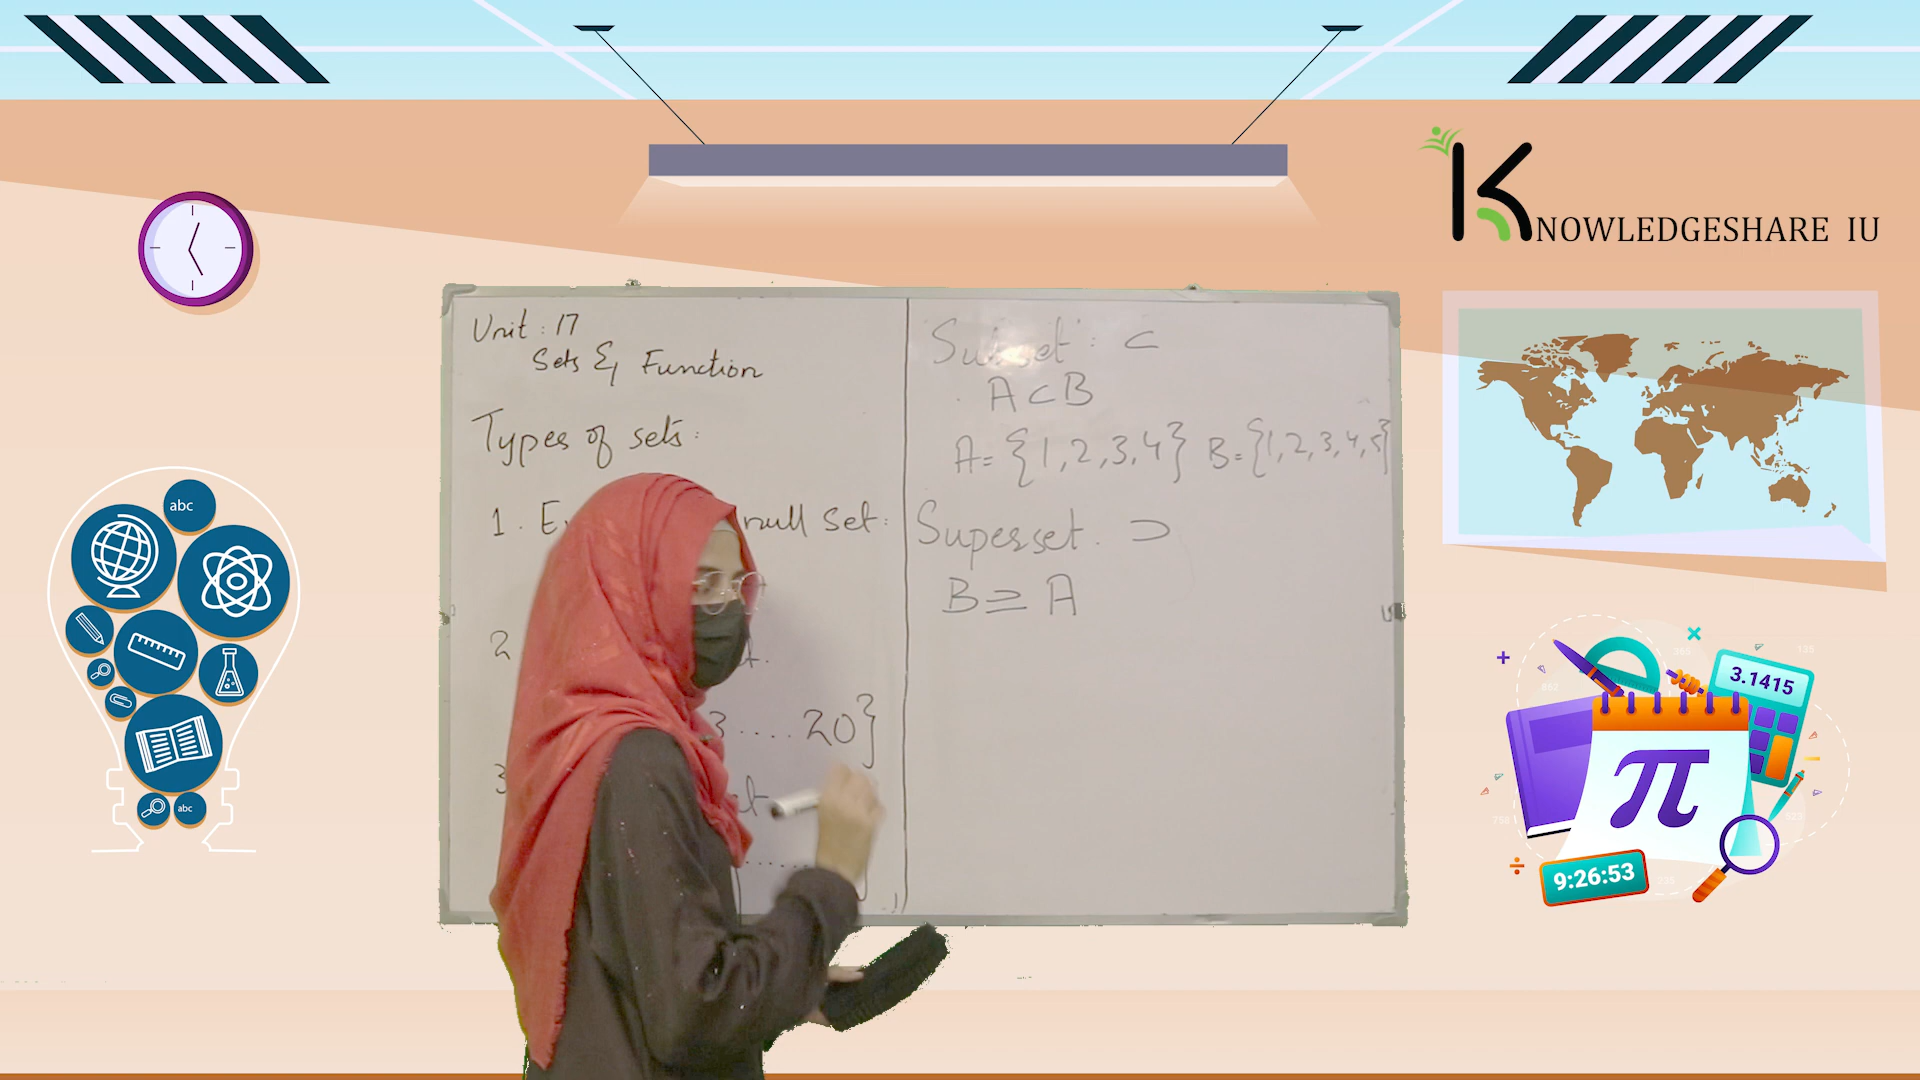 KNOWLEDGESHARE IU
Unit : 17
Sets & Function
Types of sets:
1. null Set:
2
3 .... 20}
3
Subset : ⊂
A ⊂ B
A = {1,2,3,4} B = {1,2,3,4,5}
Superset. ⊃
B ⊇ A
abc
abc
3.1415
π
9:26:53